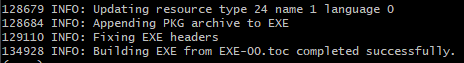 128679 INFO: Updating resource type 24 name 1 language 0
128684 INFO: Appending PKG archive to EXE
129110 INFO: Fixing EXE headers
134928 INFO: Building EXE from EXE-00.toc completed successfully.